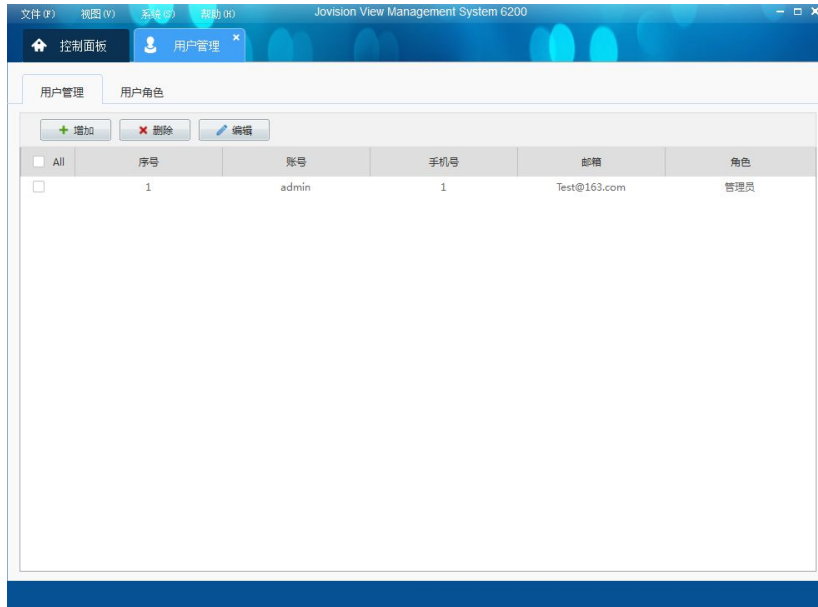 文件(F) 视图(V) 系统(S) 帮助(H) Jovision View Management System 6200
控制面板 用户管理
用户管理 用户角色
增加 删除 编辑
All 序号 账号 手机号 邮箱 角色
1 admin 1 Test@163.com 管理员